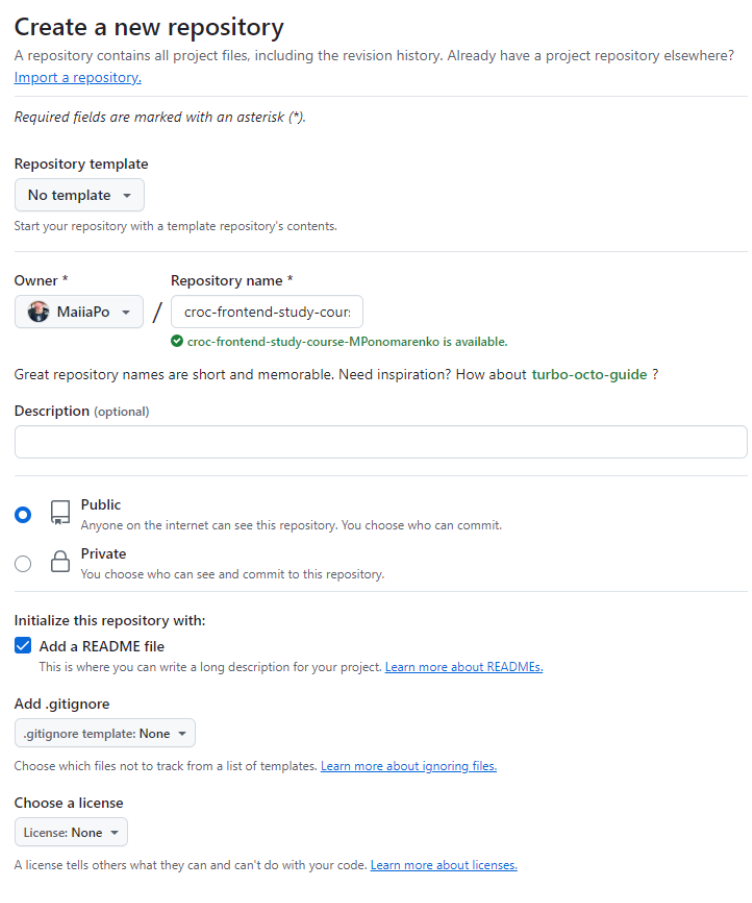 Create a new repository
A repository contains all project files, including the revision history. Already have a project repository elsewhere?
Import a repository.
Required fields are marked with an asterisk (*).
Repository template
No template
Start your repository with a template repository's contents.
Owner *
Repository name *
MaiiaPo
/
croc-frontend-study-cour
croc-frontend-study-course-MPonomarenko is available.
Great repository names are short and memorable. Need inspiration? How about turbo-octo-guide ?
Description (optional)
Public
Anyone on the internet can see this repository. You choose who can commit.
Private
You choose who can see and commit to this repository.
Initialize this repository with:
Add a README file
This is where you can write a long description for your project. Learn more about READMEs.
Add .gitignore
.gitignore template: None
Choose which files not to track from a list of templates. Learn more about ignoring files.
Choose a license
License: None
A license tells others what they can and can't do with your code. Learn more about licenses.